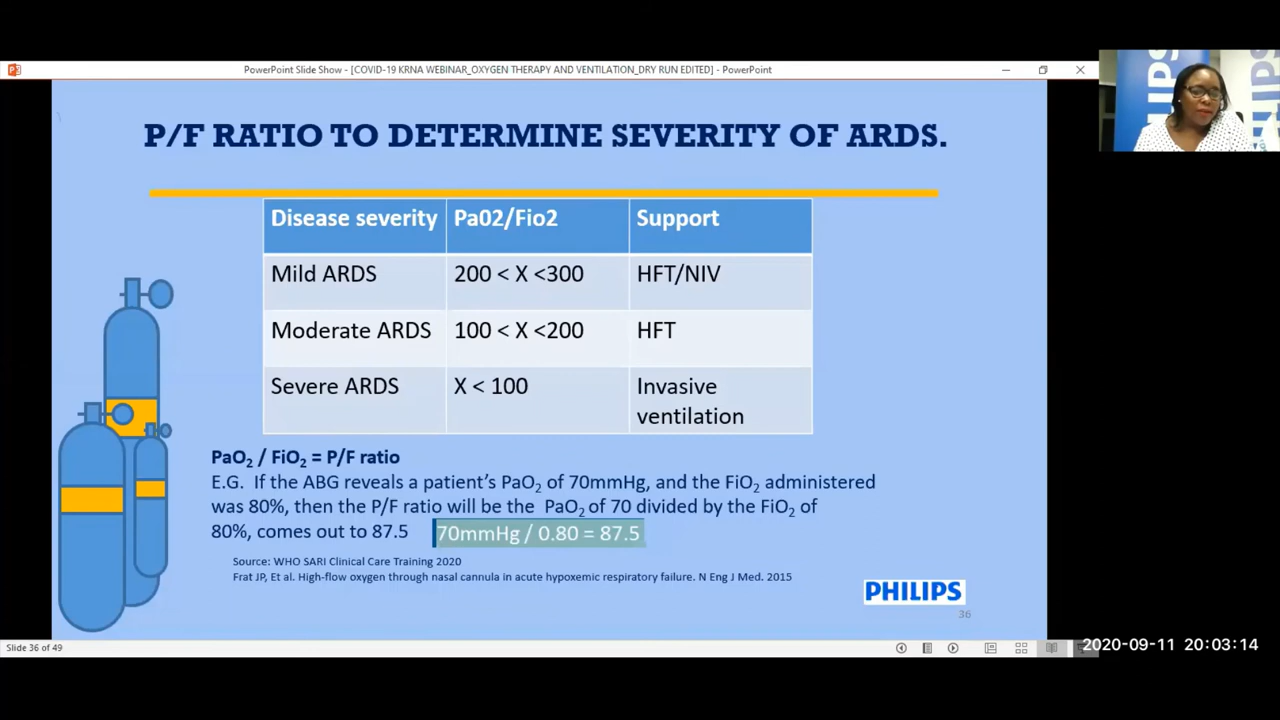 PowerPoint Slide Show - [COVID-19 KRNA WEBINAR_OXYGEN THERAPY AND VENTILATION_DRY RUN EDITED] - PowerPoint
P/F RATIO TO DETERMINE SEVERITY OF ARDS.
Disease severity Pa02/Fio2 Support
Mild ARDS 200 < X <300 HFT/NIV
Moderate ARDS 100 < X <200 HFT
Severe ARDS X < 100 Invasive
ventilation
PaO₂ / FiO₂ = P/F ratio
E.G. If the ABG reveals a patient's PaO₂ of 70mmHg, and the FiO₂ administered
was 80%, then the P/F ratio will be the PaO₂ of 70 divided by the FiO₂ of
80%, comes out to 87.5 70mmHg / 0.80 = 87.5
Source: WHO SARI Clinical Care Training 2020
Frat JP, Et al. High-flow oxygen through nasal cannula in acute hypoxemic respiratory failure. N Eng J Med. 2015
PHILIPS
36
Slide 36 of 49
2020-09-11 20:03:14